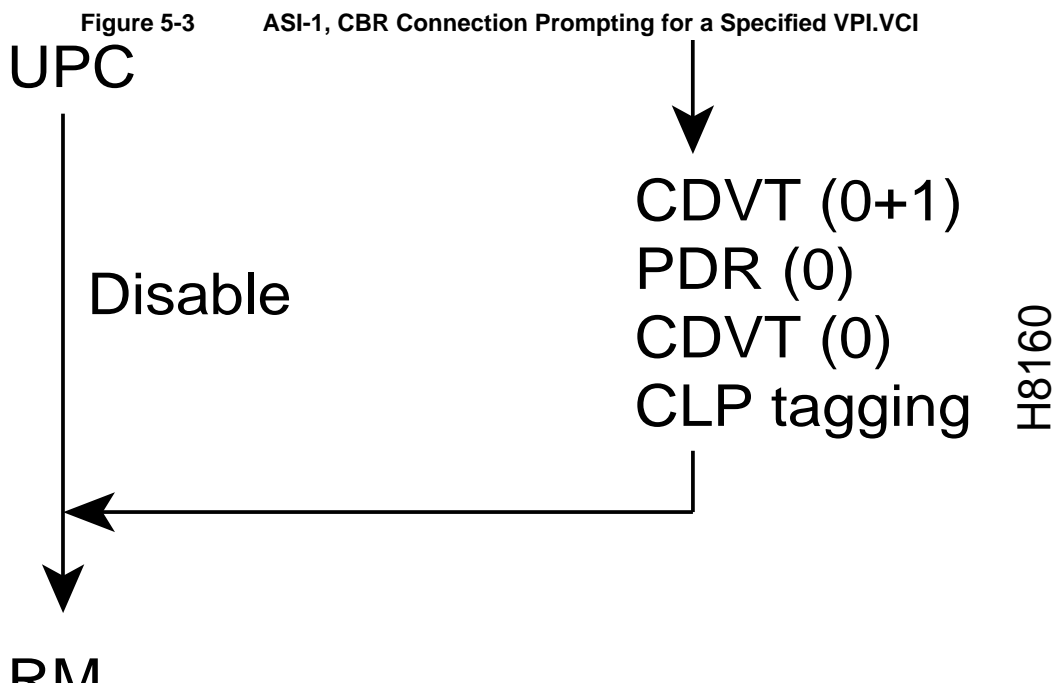 Figure 5-3 ASI-1, CBR Connection Prompting for a Specified VPI.VCI
UPC
Disable
CDVT (0+1)
PDR (0)
CDVT (0)
CLP tagging
H8160
RM